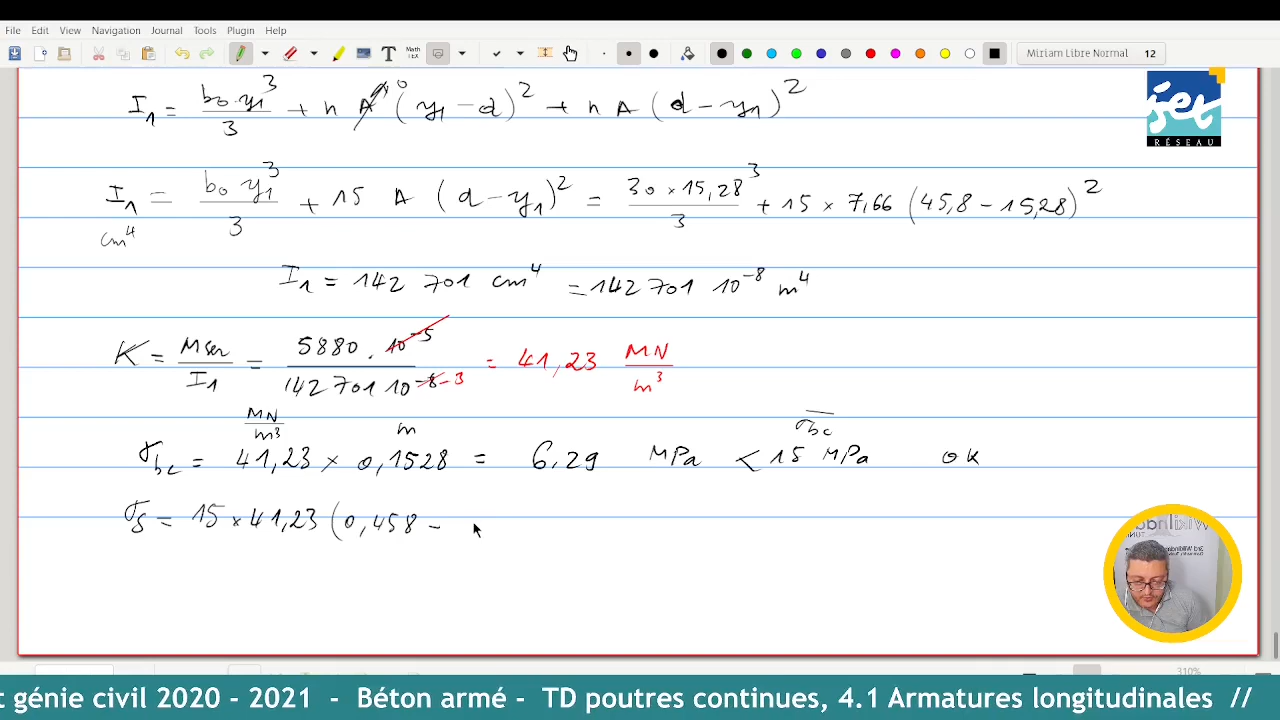 File Edit View Navigation Journal Tools Plugin Help
Miriam Libre Normal 12
I₁ = b₀·y₁³/3 + n A' ⁰ (y₁ - d)² + n A (d - y₁)²
iset
RÉSEAU
I₁ = b₀ y₁³/3 + 15 A (d - y₁)² = 30 × 15,28³/3 + 15 × 7,66 (45,8 - 15,28)²
cm⁴
I₁ = 142 701 cm⁴ = 142 701 10⁻⁸ m⁴
K = Mser/I₁ = 5880 . 10⁻⁵/142 701 10⁻⁸ ⁻³ = 41,23 MN/m³
MN/m³ m σbc
σbc = 41,23 × 0,1528 = 6,29 MPa < 15 MPa ok
σs = 15 × 41,23 (0,458 -
310%
t génie civil 2020 - 2021 - Béton armé - TD poutres continues, 4.1 Armatures longitudinales //